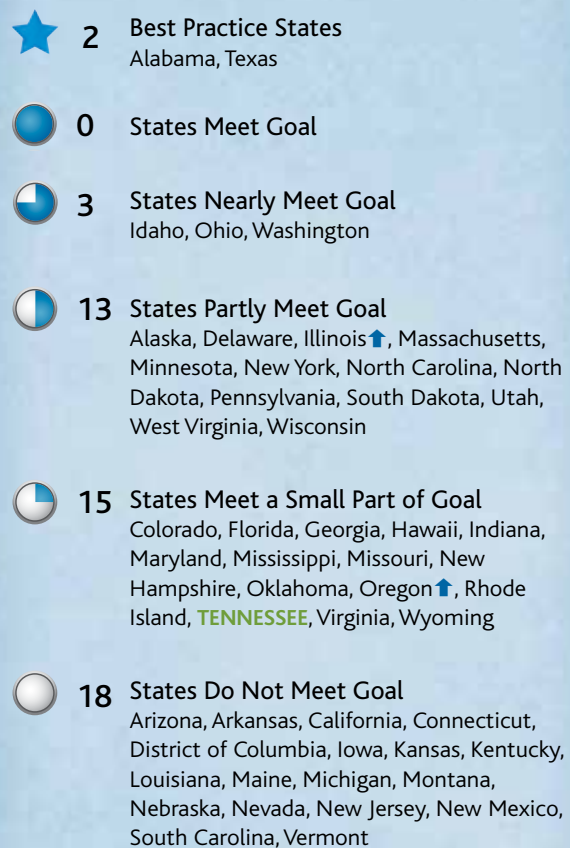 2 Best Practice States
Alabama, Texas
0 States Meet Goal
3 States Nearly Meet Goal
Idaho, Ohio, Washington
13 States Partly Meet Goal
Alaska, Delaware, Illinois⬆, Massachusetts,
Minnesota, New York, North Carolina, North
Dakota, Pennsylvania, South Dakota, Utah,
West Virginia, Wisconsin
15 States Meet a Small Part of Goal
Colorado, Florida, Georgia, Hawaii, Indiana,
Maryland, Mississippi, Missouri, New
Hampshire, Oklahoma, Oregon⬆, Rhode
Island, TENNESSEE, Virginia, Wyoming
18 States Do Not Meet Goal
Arizona, Arkansas, California, Connecticut,
District of Columbia, Iowa, Kansas, Kentucky,
Louisiana, Maine, Michigan, Montana,
Nebraska, Nevada, New Jersey, New Mexico,
South Carolina, Vermont